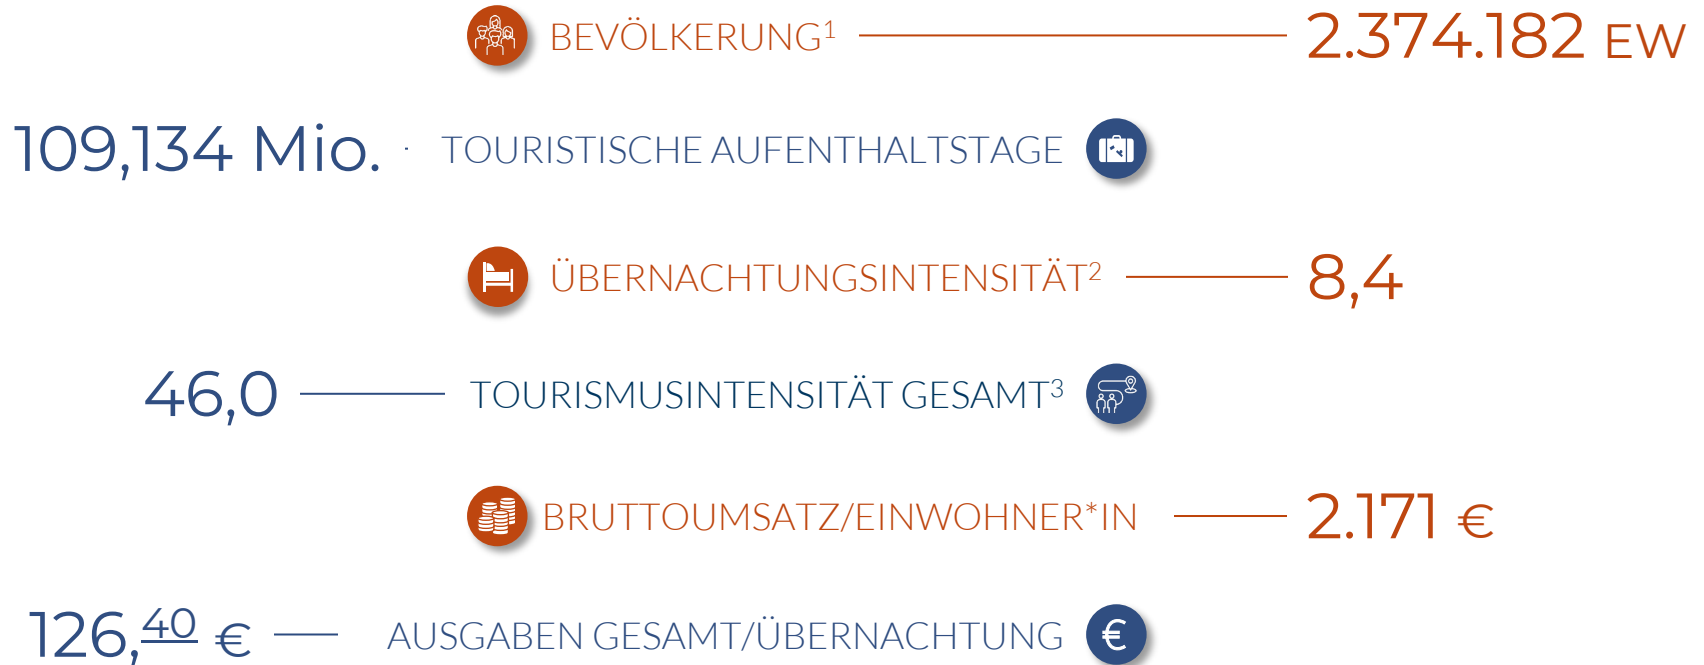 BEVÖLKERUNG¹ 2.374.182 EW
109,134 Mio. TOURISTISCHE AUFENTHALTSTAGE
ÜBERNACHTUNGSINTENSITÄT² 8,4
46,0 TOURISMUSINTENSITÄT GESAMT³
BRUTTOUMSATZ/EINWOHNER*IN 2.171 €
126,40 € AUSGABEN GESAMT/ÜBERNACHTUNG €